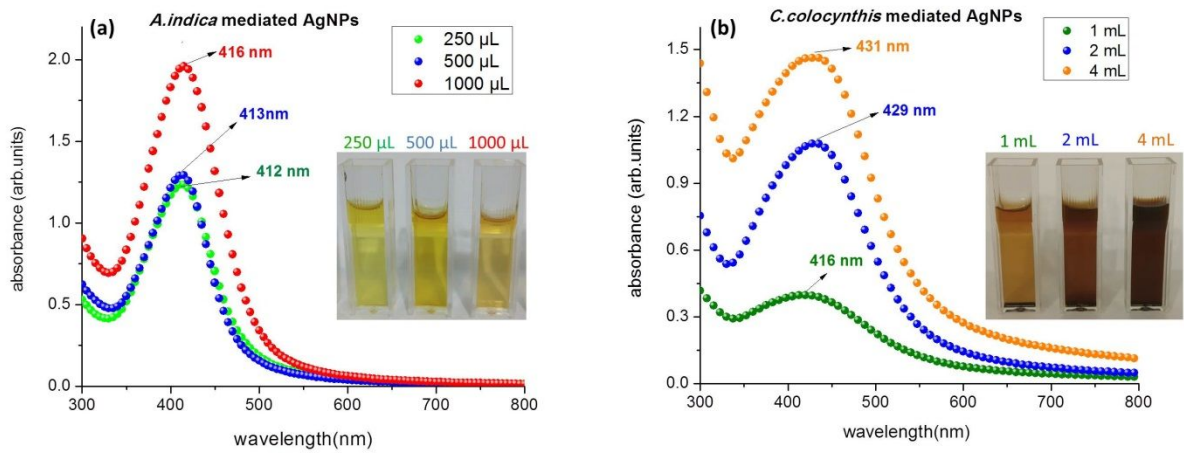 (a)
A.indica mediated AgNPs
250 µL
500 µL
1000 µL
416 nm
413nm
412 nm
250 µL 500 µL 1000 µL
2.0
1.5
1.0
0.5
0.0
absorbance (arb.units)
300 400 500 600 700 800
wavelength(nm)
(b)
C.colocynthis mediated AgNPs
1 mL
2 mL
4 mL
431 nm
429 nm
416 nm
1 mL 2 mL 4 mL
1.5
1.2
0.9
0.6
0.3
0.0
absorbance (arb.units)
300 400 500 600 700 800
wavelength(nm)